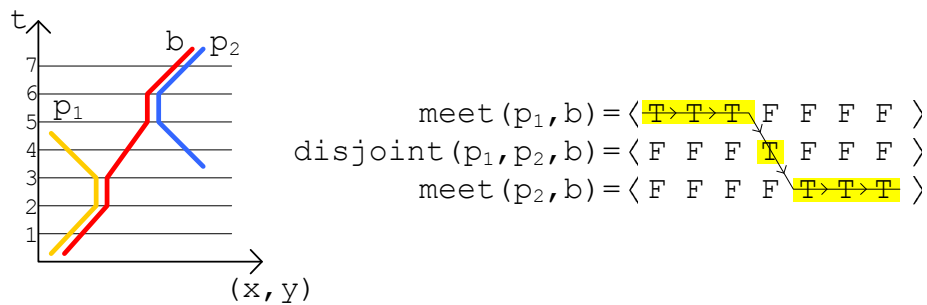 t
b p₂
7
6
5
4
3
2
1
p₁
(x,y)
meet(p₁,b)=⟨ T T T F F F F ⟩
disjoint(p₁,p₂,b)=⟨ F F F T F F F ⟩
meet(p₂,b)=⟨ F F F F T T T ⟩